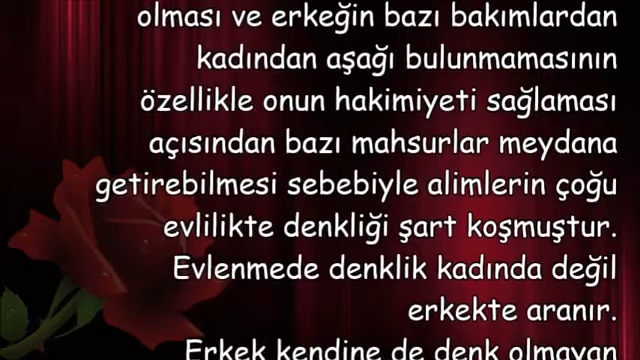 olması ve erkeğin bazı bakımlardan
kadından aşağı bulunmamasının
özellikle onun hakimiyeti sağlaması
açısından bazı mahsurlar meydana
getirebilmesi sebebiyle alimlerin çoğu
evlilikte denkliği şart koşmuştur.
Evlenmede denklik kadında değil
erkekte aranır.
Erkek kendine de denk olmayan